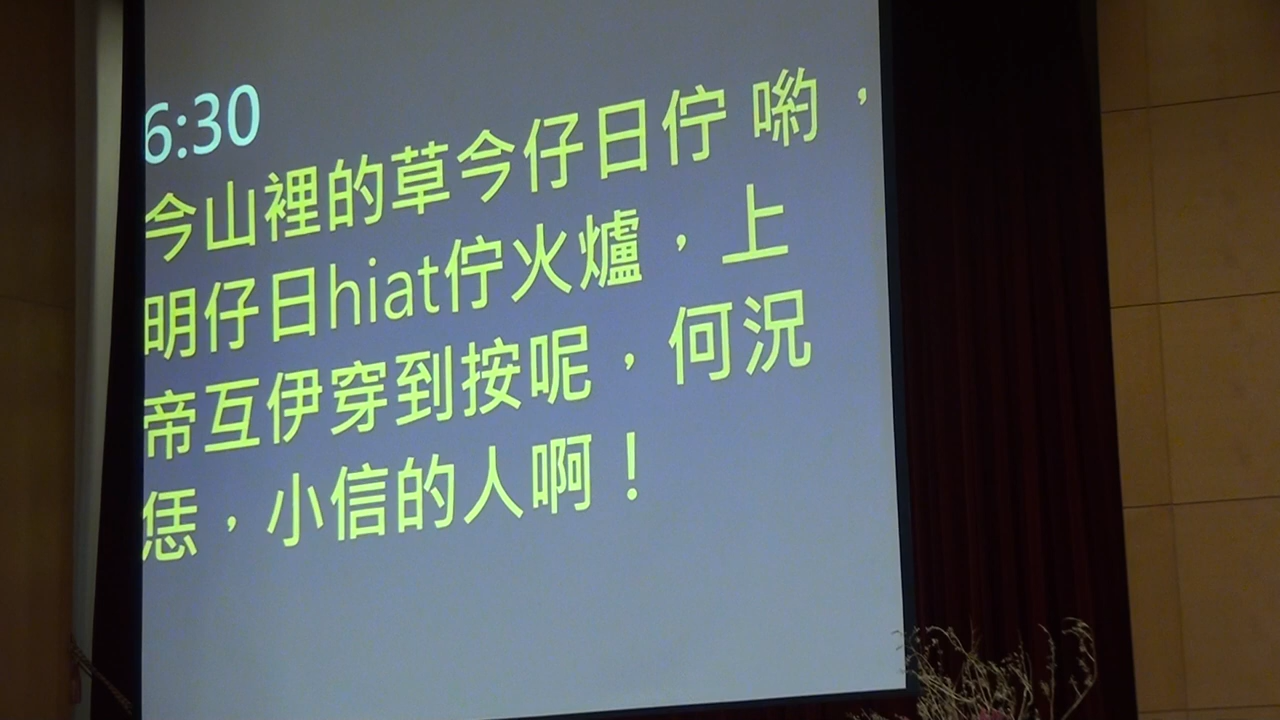 6:30
今山裡的草今仔日佇 喲，
明仔日hiat佇火爐，上
帝互伊穿到按呢，何況
恁，小信的人啊！